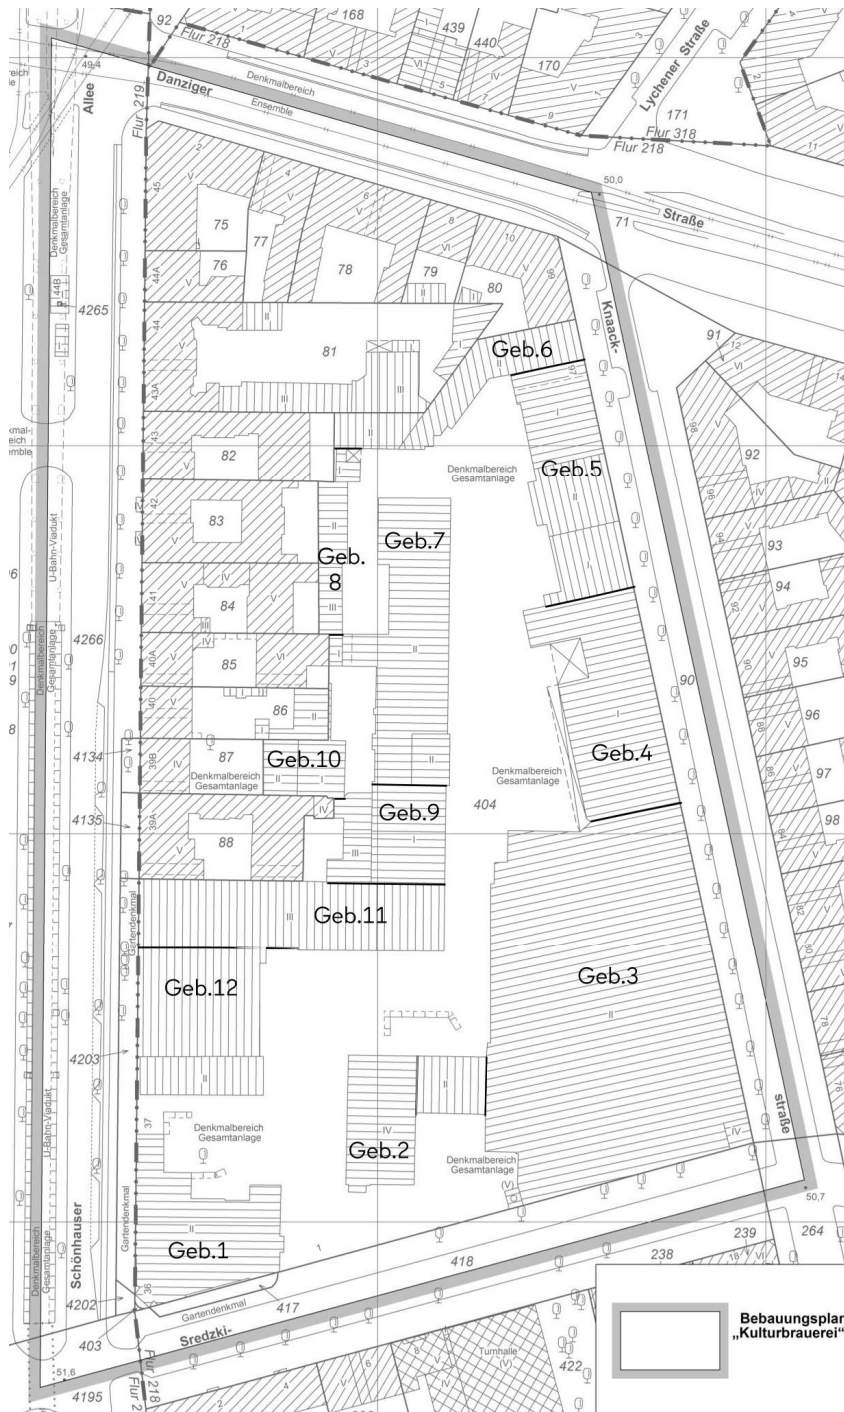 92
Flur 218
168
439
440
170
Lychener Straße
171
Flur 318
Flur 218
49,4
Allee
Flur 219
Danziger
Denkmalbereich
Ensemble
50,0
71
Straße
Denkmalbereich
Gesamtanlage
75
76
77
78
79
80
44B
4265
81
Knaack-
91
Geb.6
82
Denkmalbereich
Gesamtanlage
Geb.5
92
83
Geb.
8
Geb.7
93
U-Bahn-Viadukt
84
94
4266
Denkmalbereich
Gesamtanlage
85
95
90
86
96
4134
87
Geb.10
Denkmalbereich
Gesamtanlage
Geb.4
Denkmalbereich
Gesamtanlage
97
404
98
4135
88
Geb.9
Gartendenkmal
Geb.11
Geb.12
Geb.3
4203
U-Bahn-Viadukt
Denkmalbereich
Gesamtanlage
Geb.2
Denkmalbereich
Gesamtanlage
straße
50,7
Schönhauser
Gartendenkmal
Denkmalbereich
Gesamtanlage
Geb.1
418
238
239
264
4202
403
Gartendenkmal
417
Sredzki-
Bebauungsplan
„Kulturbrauerei“
Turnhalle
(V)
422
51,6
4195
Flur 218
Flur 2